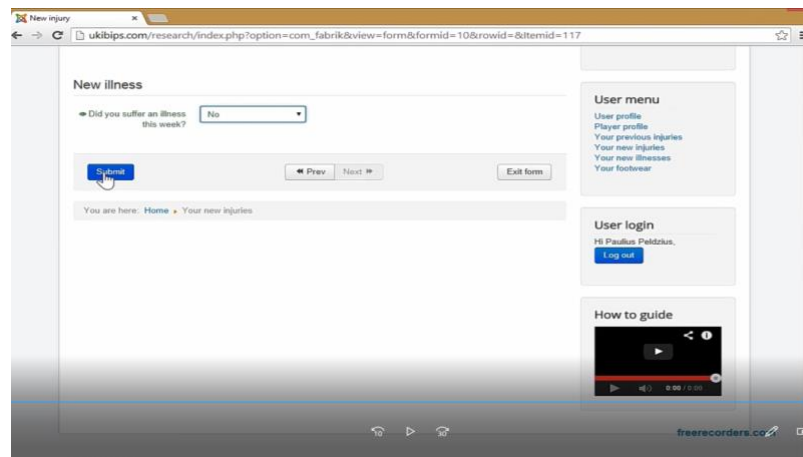 New injury
ukibips.com/research/index.php?option=com_fabrik&view=form&formid=10&rowid=&Itemid=117
New illness
Did you suffer an illness
this week?
No
Submit
Prev
Next
Exit form
You are here: Home Your new injuries
User menu
User profile
Player profile
Your previous injuries
Your new injuries
Your new illnesses
Your footwear
User login
Hi Paulius Peldzius,
Log out
How to guide
0:00 / 0:00
10
30
freerecorders.com